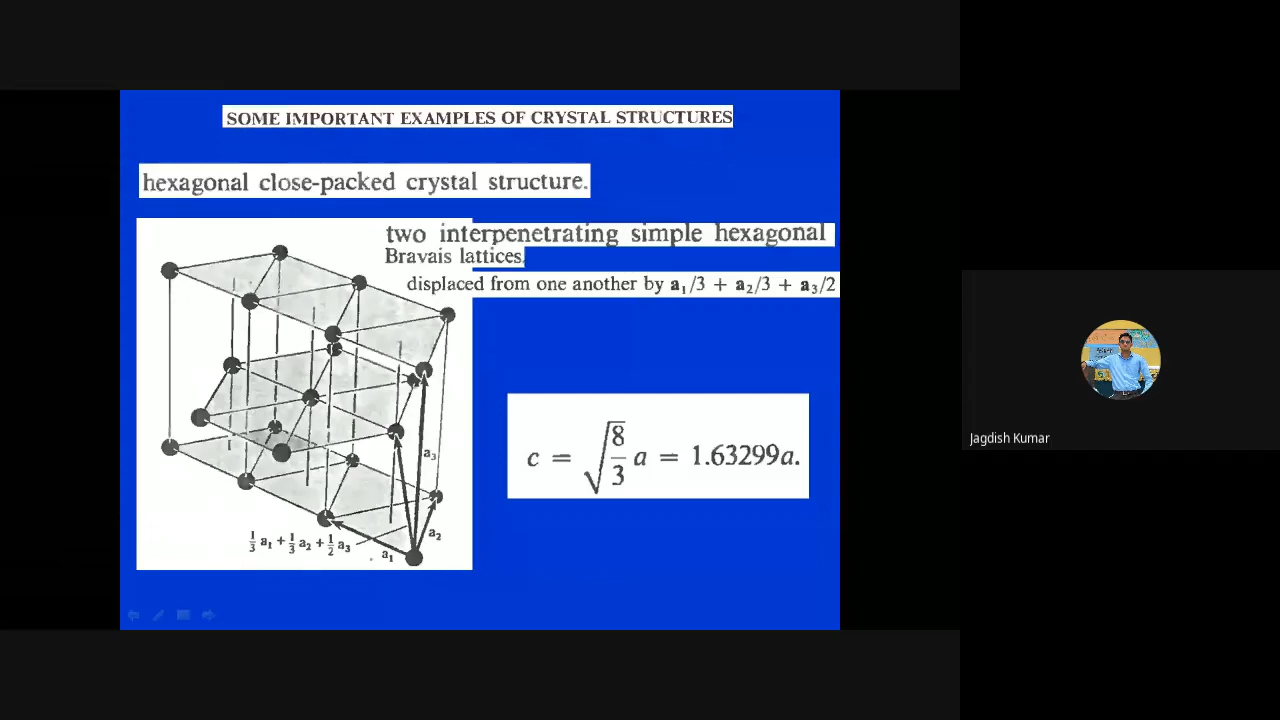 SOME IMPORTANT EXAMPLES OF CRYSTAL STRUCTURES
hexagonal close-packed crystal structure.
two interpenetrating simple hexagonal
Bravais lattices,
displaced from one another by a₁/3 + a₂/3 + a₃/2
c = √(8/3) a = 1.63299a.
a₃
a₂
⅓ a₁ + ⅓ a₂ + ½ a₃
a₁
Jagdish Kumar